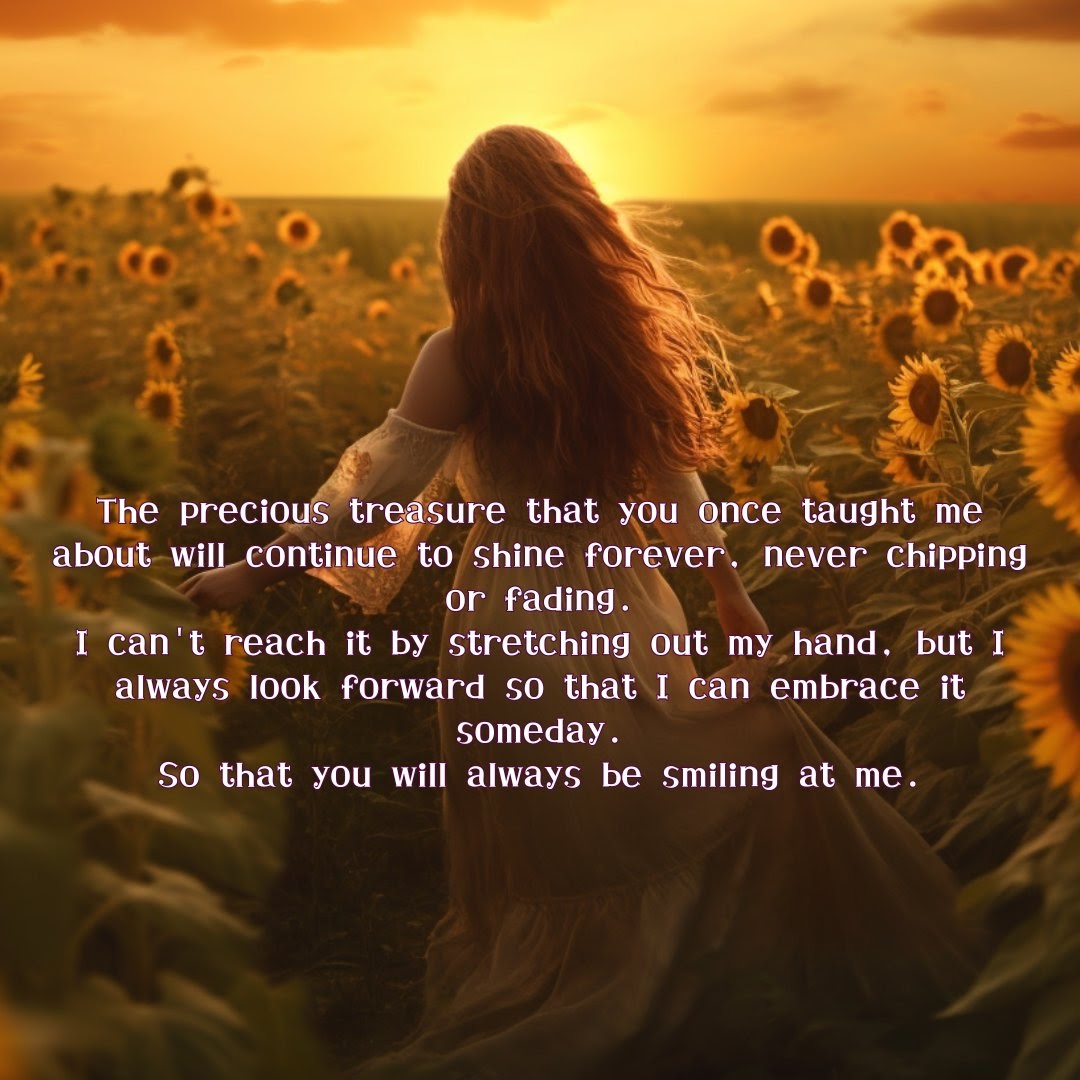 The precious treasure that you once taught me
about will continue to shine forever, never chipping
or fading.
I can't reach it by stretching out my hand, but I
always look forward so that I can embrace it
someday.
So that you will always be smiling at me.